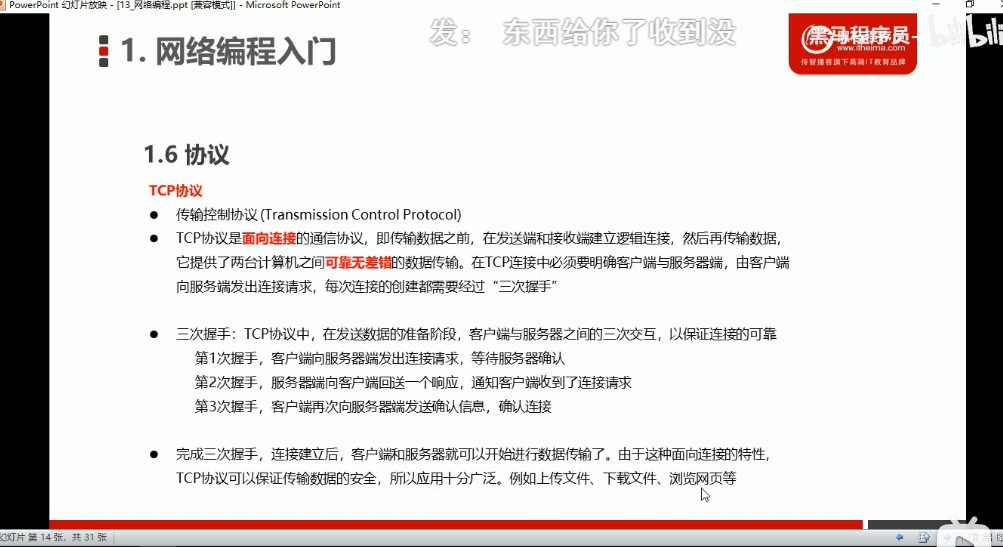 PowerPoint 幻灯片放映 - [13_网络编程.ppt [兼容模式]] - Microsoft PowerPoint
1. 网络编程入门
发： 东西给你了收到没
黑马程序员
www.itheima.com
传智播客旗下高端IT教育品牌
1.6 协议
TCP协议
● 传输控制协议 (Transmission Control Protocol)
● TCP协议是面向连接的通信协议，即传输数据之前，在发送端和接收端建立逻辑连接，然后再传输数据，
它提供了两台计算机之间可靠无差错的数据传输。在TCP连接中必须要明确客户端与服务器端，由客户端
向服务端发出连接请求，每次连接的创建都需要经过“三次握手”
● 三次握手：TCP协议中，在发送数据的准备阶段，客户端与服务器之间的三次交互，以保证连接的可靠
第1次握手，客户端向服务器端发出连接请求，等待服务器确认
第2次握手，服务器端向客户端回送一个响应，通知客户端收到了连接请求
第3次握手，客户端再次向服务器端发送确认信息，确认连接
● 完成三次握手，连接建立后，客户端和服务器就可以开始进行数据传输了。由于这种面向连接的特性，
TCP协议可以保证传输数据的安全，所以应用十分广泛。例如上传文件、下载文件、浏览网页等
幻灯片 第 14 张，共 31 张